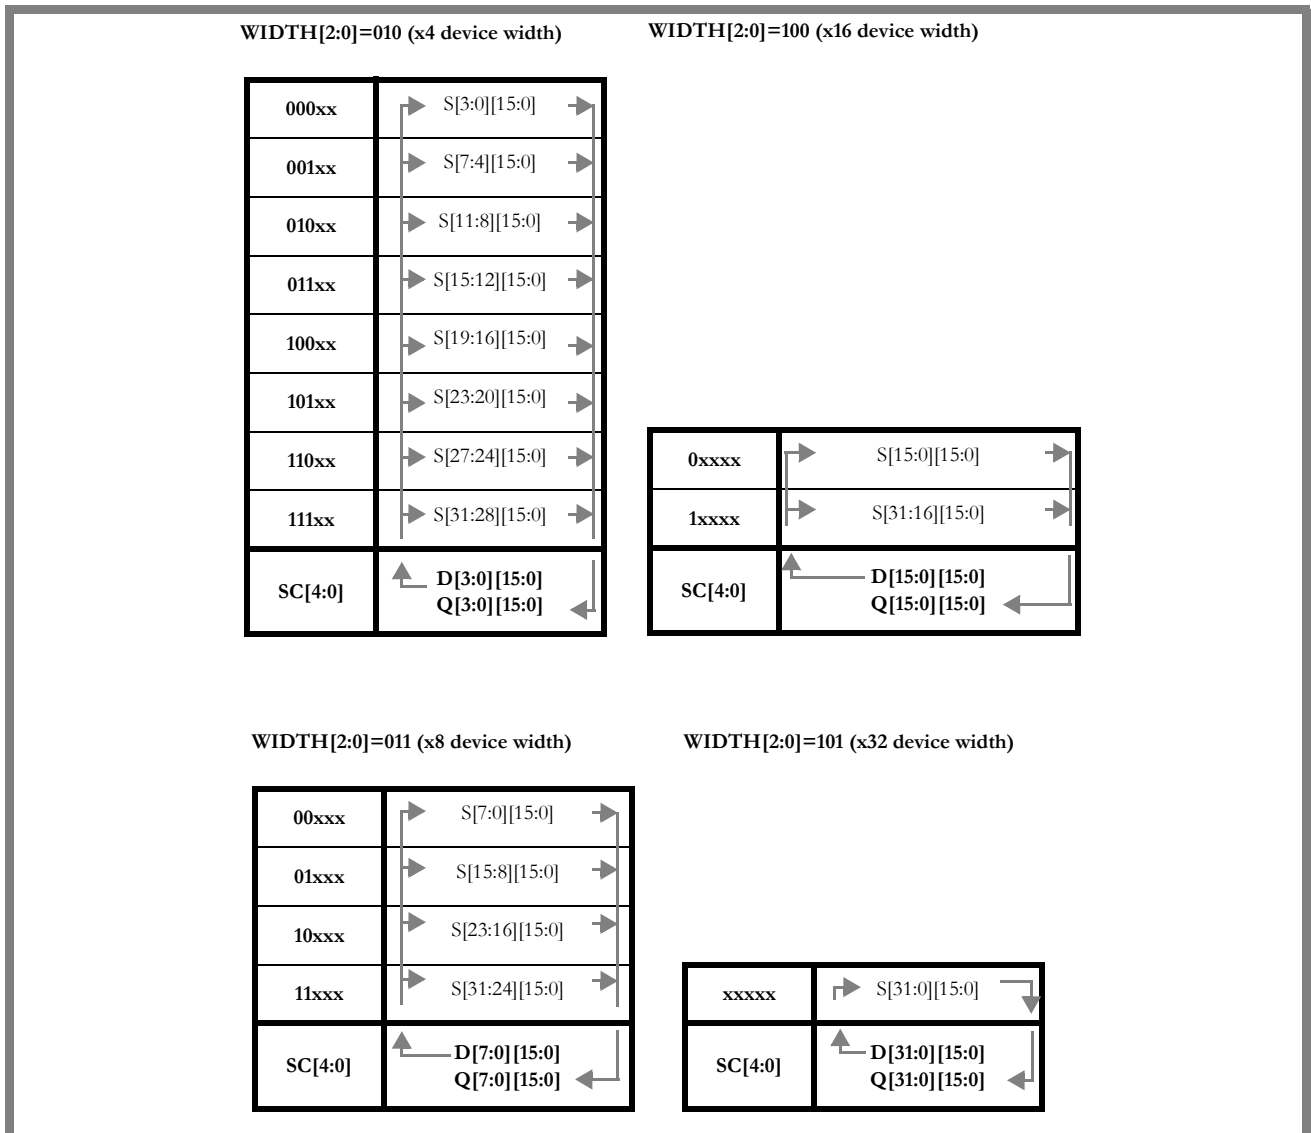 WIDTH[2:0]=010 (x4 device width)
000xx S[3:0][15:0]
001xx S[7:4][15:0]
010xx S[11:8][15:0]
011xx S[15:12][15:0]
100xx S[19:16][15:0]
101xx S[23:20][15:0]
110xx S[27:24][15:0]
111xx S[31:28][15:0]
SC[4:0]
D[3:0][15:0]
Q[3:0][15:0]
WIDTH[2:0]=100 (x16 device width)
0xxxx S[15:0][15:0]
1xxxx S[31:16][15:0]
SC[4:0]
D[15:0][15:0]
Q[15:0][15:0]
WIDTH[2:0]=011 (x8 device width)
00xxx S[7:0][15:0]
01xxx S[15:8][15:0]
10xxx S[23:16][15:0]
11xxx S[31:24][15:0]
SC[4:0]
D[7:0][15:0]
Q[7:0][15:0]
WIDTH[2:0]=101 (x32 device width)
xxxxx S[31:0][15:0]
SC[4:0]
D[31:0][15:0]
Q[31:0][15:0]